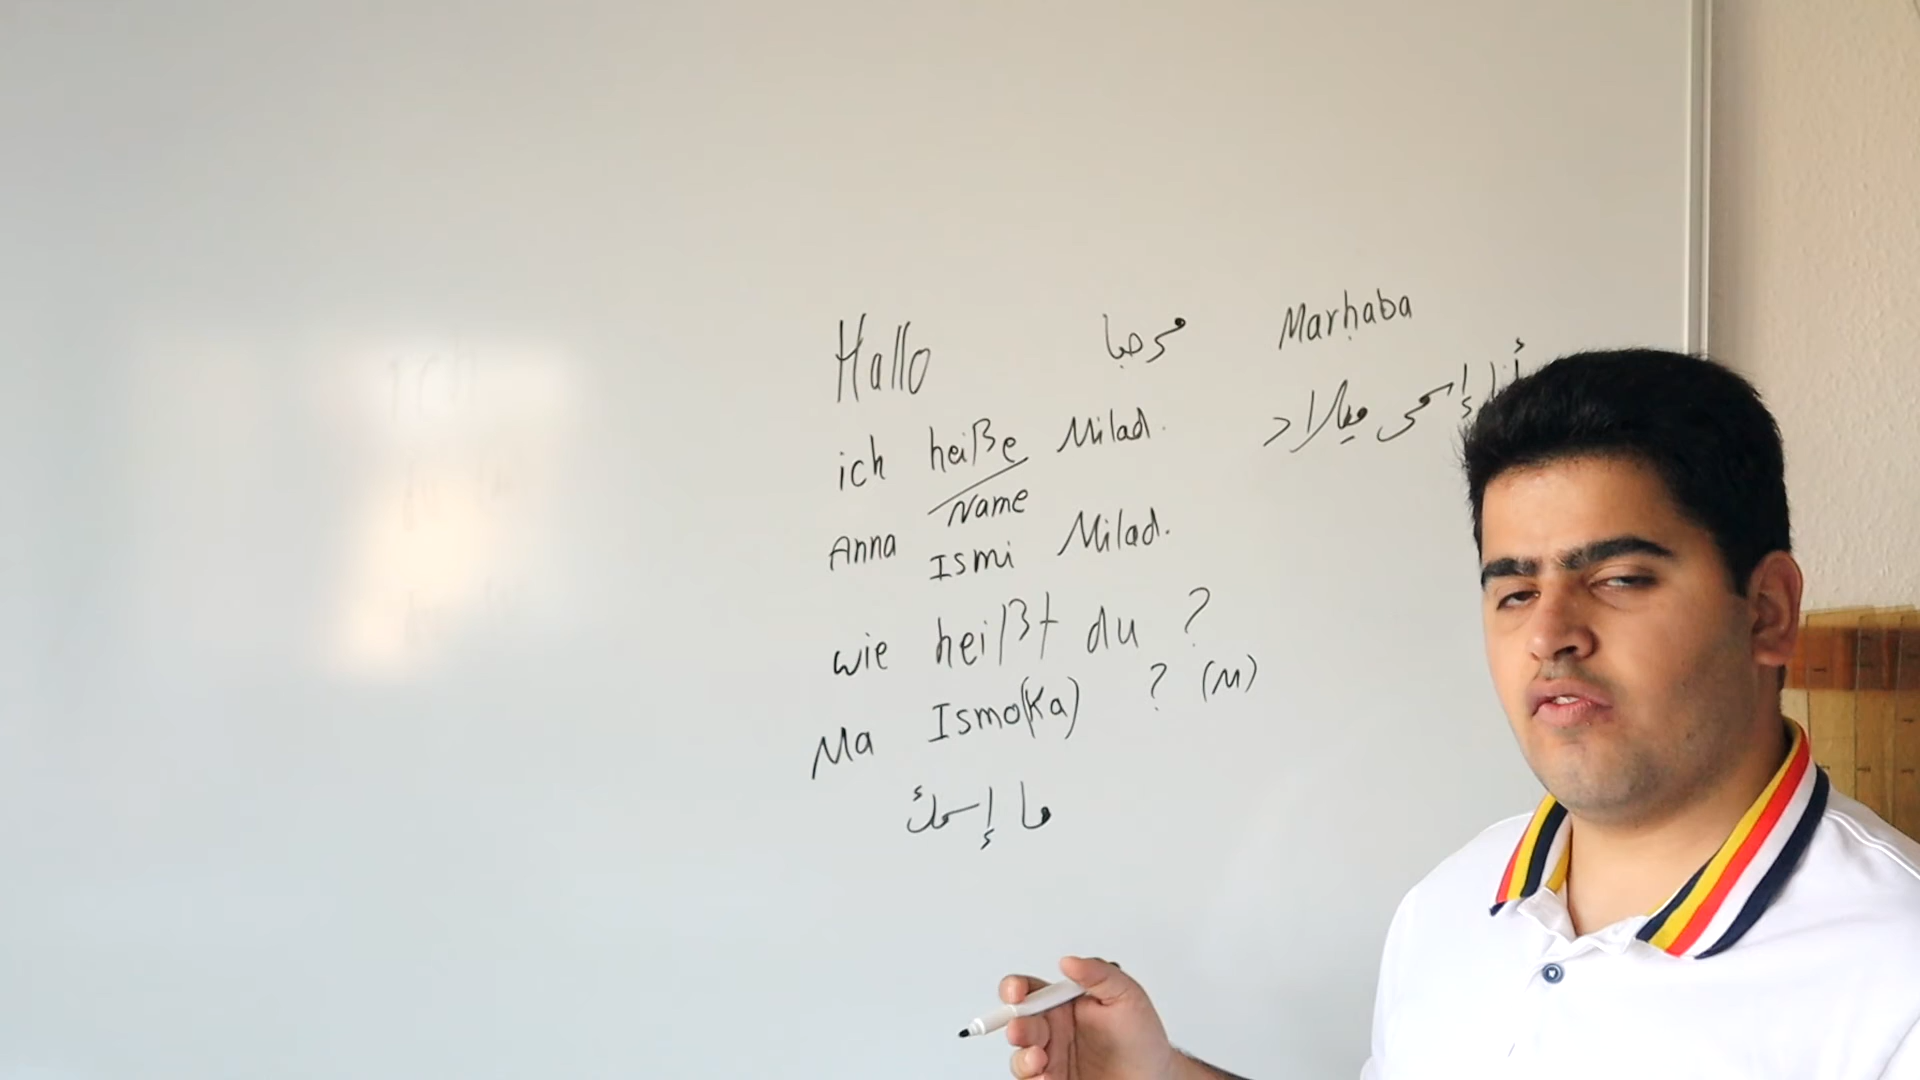 Hallo مرحبا Marḥaba
ich heiße Milad. أنا إسمي ميلاد
Name
Anna Ismi Milad.
wie heißt du ?
Ma Ismo(Ka) ? (M)
ما إسمكَ